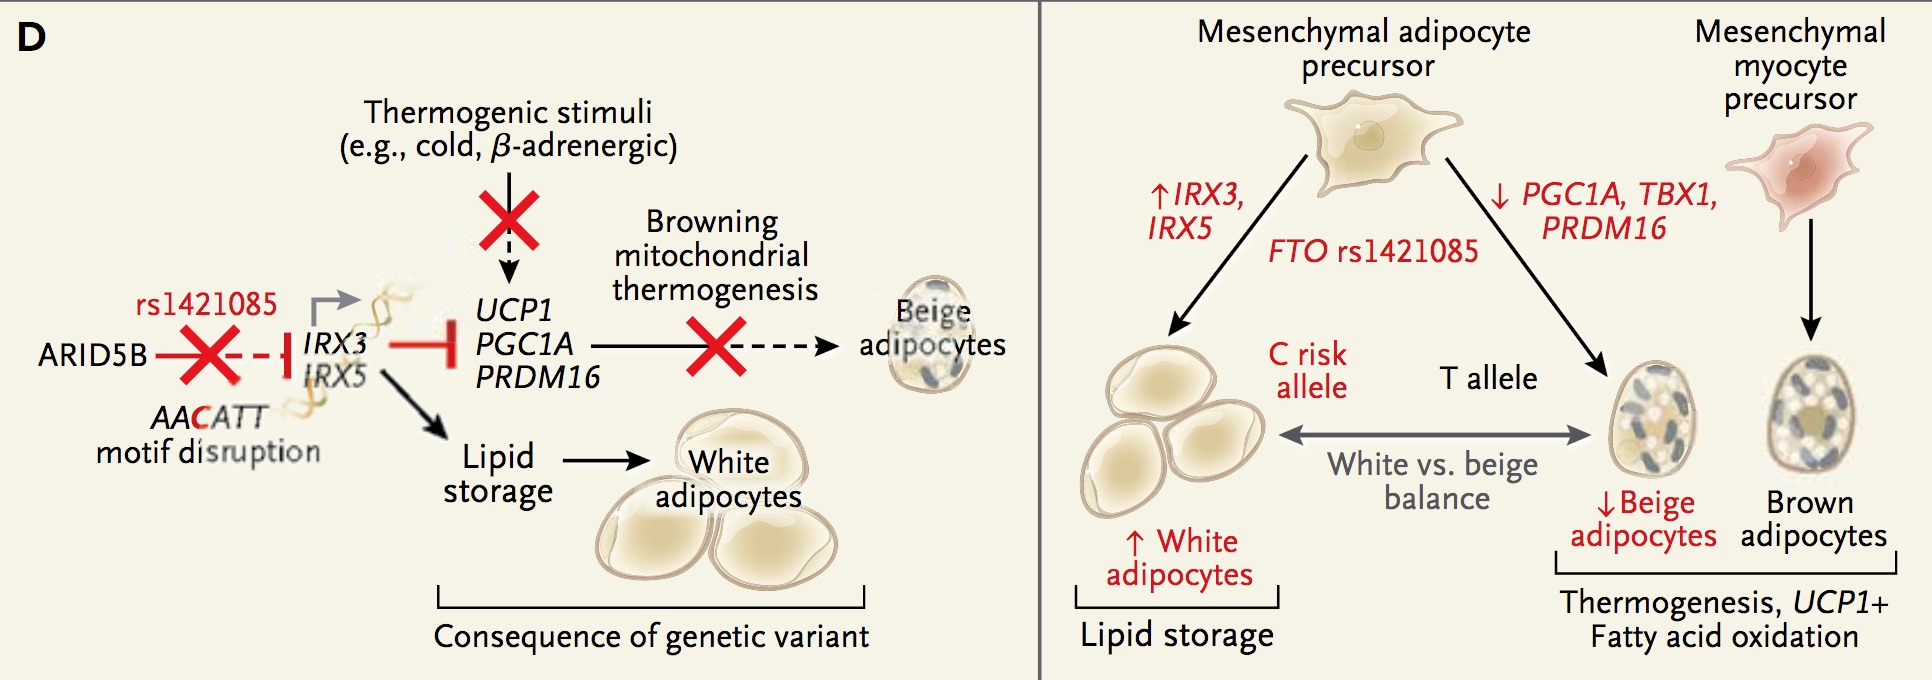 D
Thermogenic stimuli
(e.g., cold, β-adrenergic)
Browning
mitochondrial
thermogenesis
rs1421085
ARID5B
IRX3
IRX5
AACATT
motif disruption
UCP1
PGC1A
PRDM16
Beige
adipocytes
Lipid
storage
White
adipocytes
Consequence of genetic variant
Mesenchymal adipocyte
precursor
Mesenchymal
myocyte
precursor
↑IRX3,
IRX5
↓ PGC1A, TBX1,
PRDM16
FTO rs1421085
C risk
allele
T allele
White vs. beige
balance
↑ White
adipocytes
Lipid storage
↓Beige
adipocytes
Brown
adipocytes
Thermogenesis, UCP1+
Fatty acid oxidation